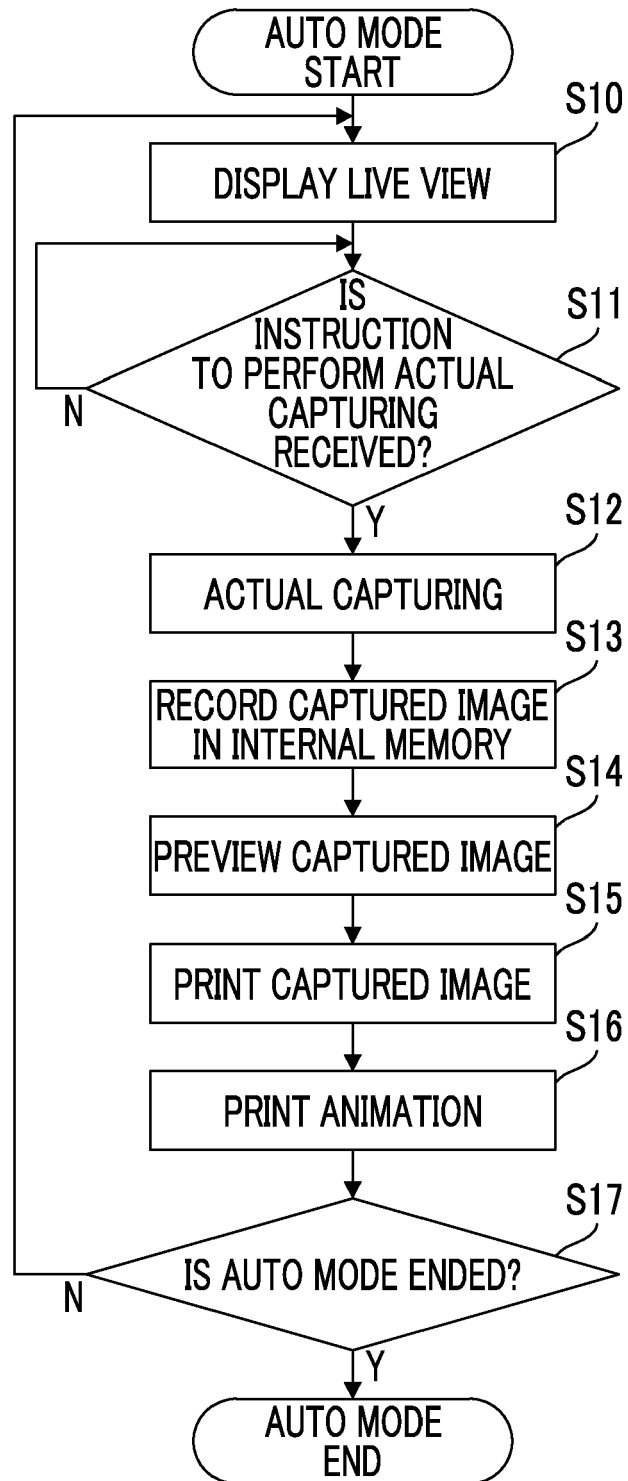 AUTO MODE
START
S10
DISPLAY LIVE VIEW
S11
IS
INSTRUCTION
TO PERFORM ACTUAL
CAPTURING
RECEIVED?
N
Y
S12
ACTUAL CAPTURING
S13
RECORD CAPTURED IMAGE
IN INTERNAL MEMORY
S14
PREVIEW CAPTURED IMAGE
S15
PRINT CAPTURED IMAGE
S16
PRINT ANIMATION
S17
IS AUTO MODE ENDED?
N
Y
AUTO MODE
END